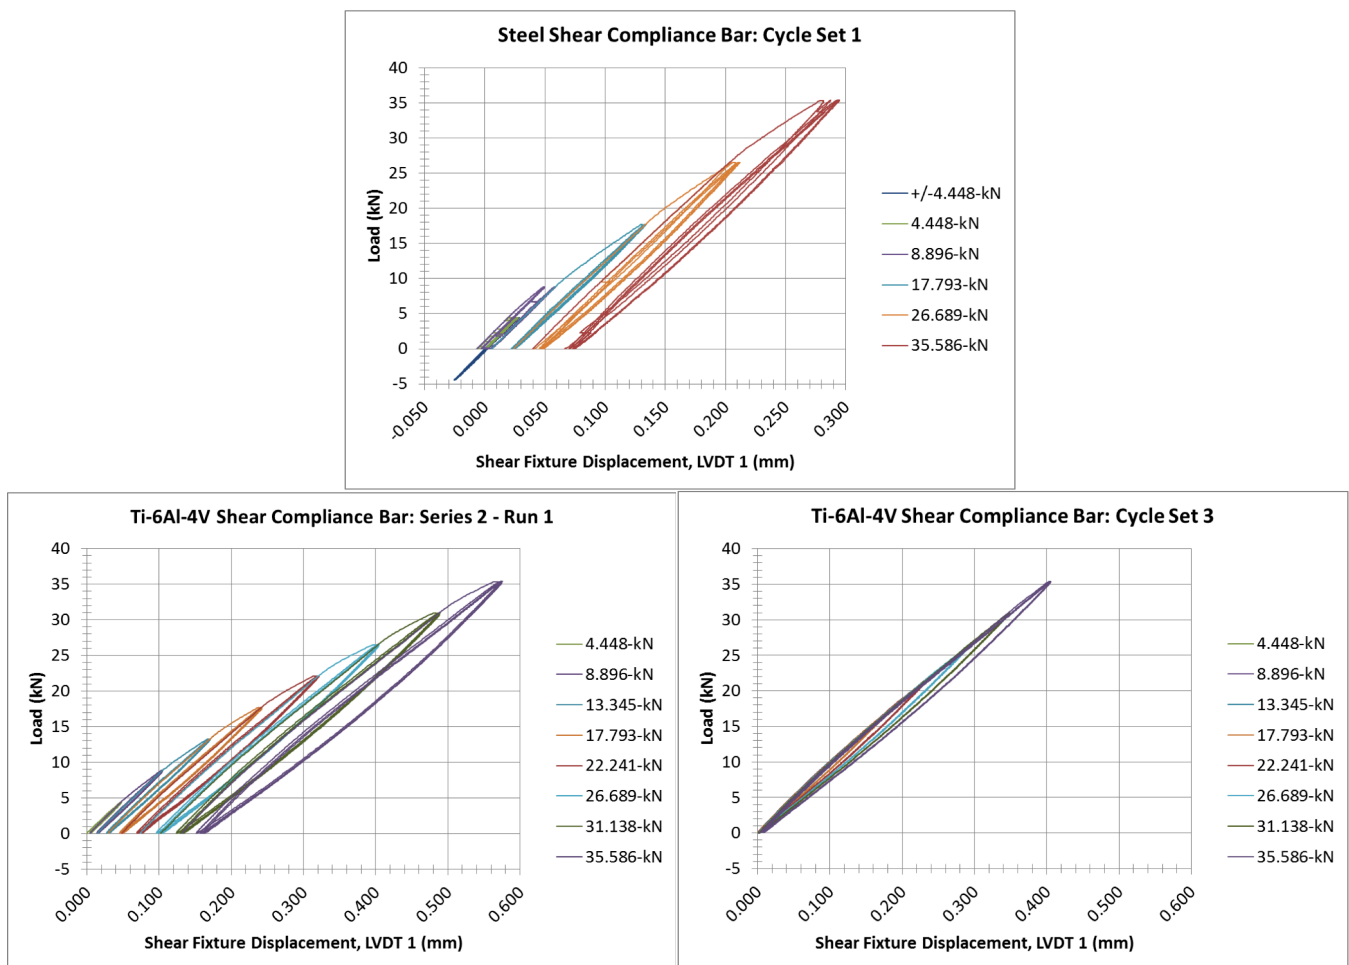 Steel Shear Compliance Bar: Cycle Set 1
40
35
30
25
20
15
10
5
0
-5
Load (kN)
-0.050
0.000
0.050
0.100
0.150
0.200
0.250
0.300
Shear Fixture Displacement, LVDT 1 (mm)
+/-4.448-kN
4.448-kN
8.896-kN
17.793-kN
26.689-kN
35.586-kN
Ti-6Al-4V Shear Compliance Bar: Series 2 - Run 1
40
35
30
25
20
15
10
5
0
-5
Load (kN)
0.000
0.100
0.200
0.300
0.400
0.500
0.600
Shear Fixture Displacement, LVDT 1 (mm)
4.448-kN
8.896-kN
13.345-kN
17.793-kN
22.241-kN
26.689-kN
31.138-kN
35.586-kN
Ti-6Al-4V Shear Compliance Bar: Cycle Set 3
40
35
30
25
20
15
10
5
0
-5
Load (kN)
0.000
0.100
0.200
0.300
0.400
0.500
0.600
Shear Fixture Displacement, LVDT 1 (mm)
4.448-kN
8.896-kN
13.345-kN
17.793-kN
22.241-kN
26.689-kN
31.138-kN
35.586-kN